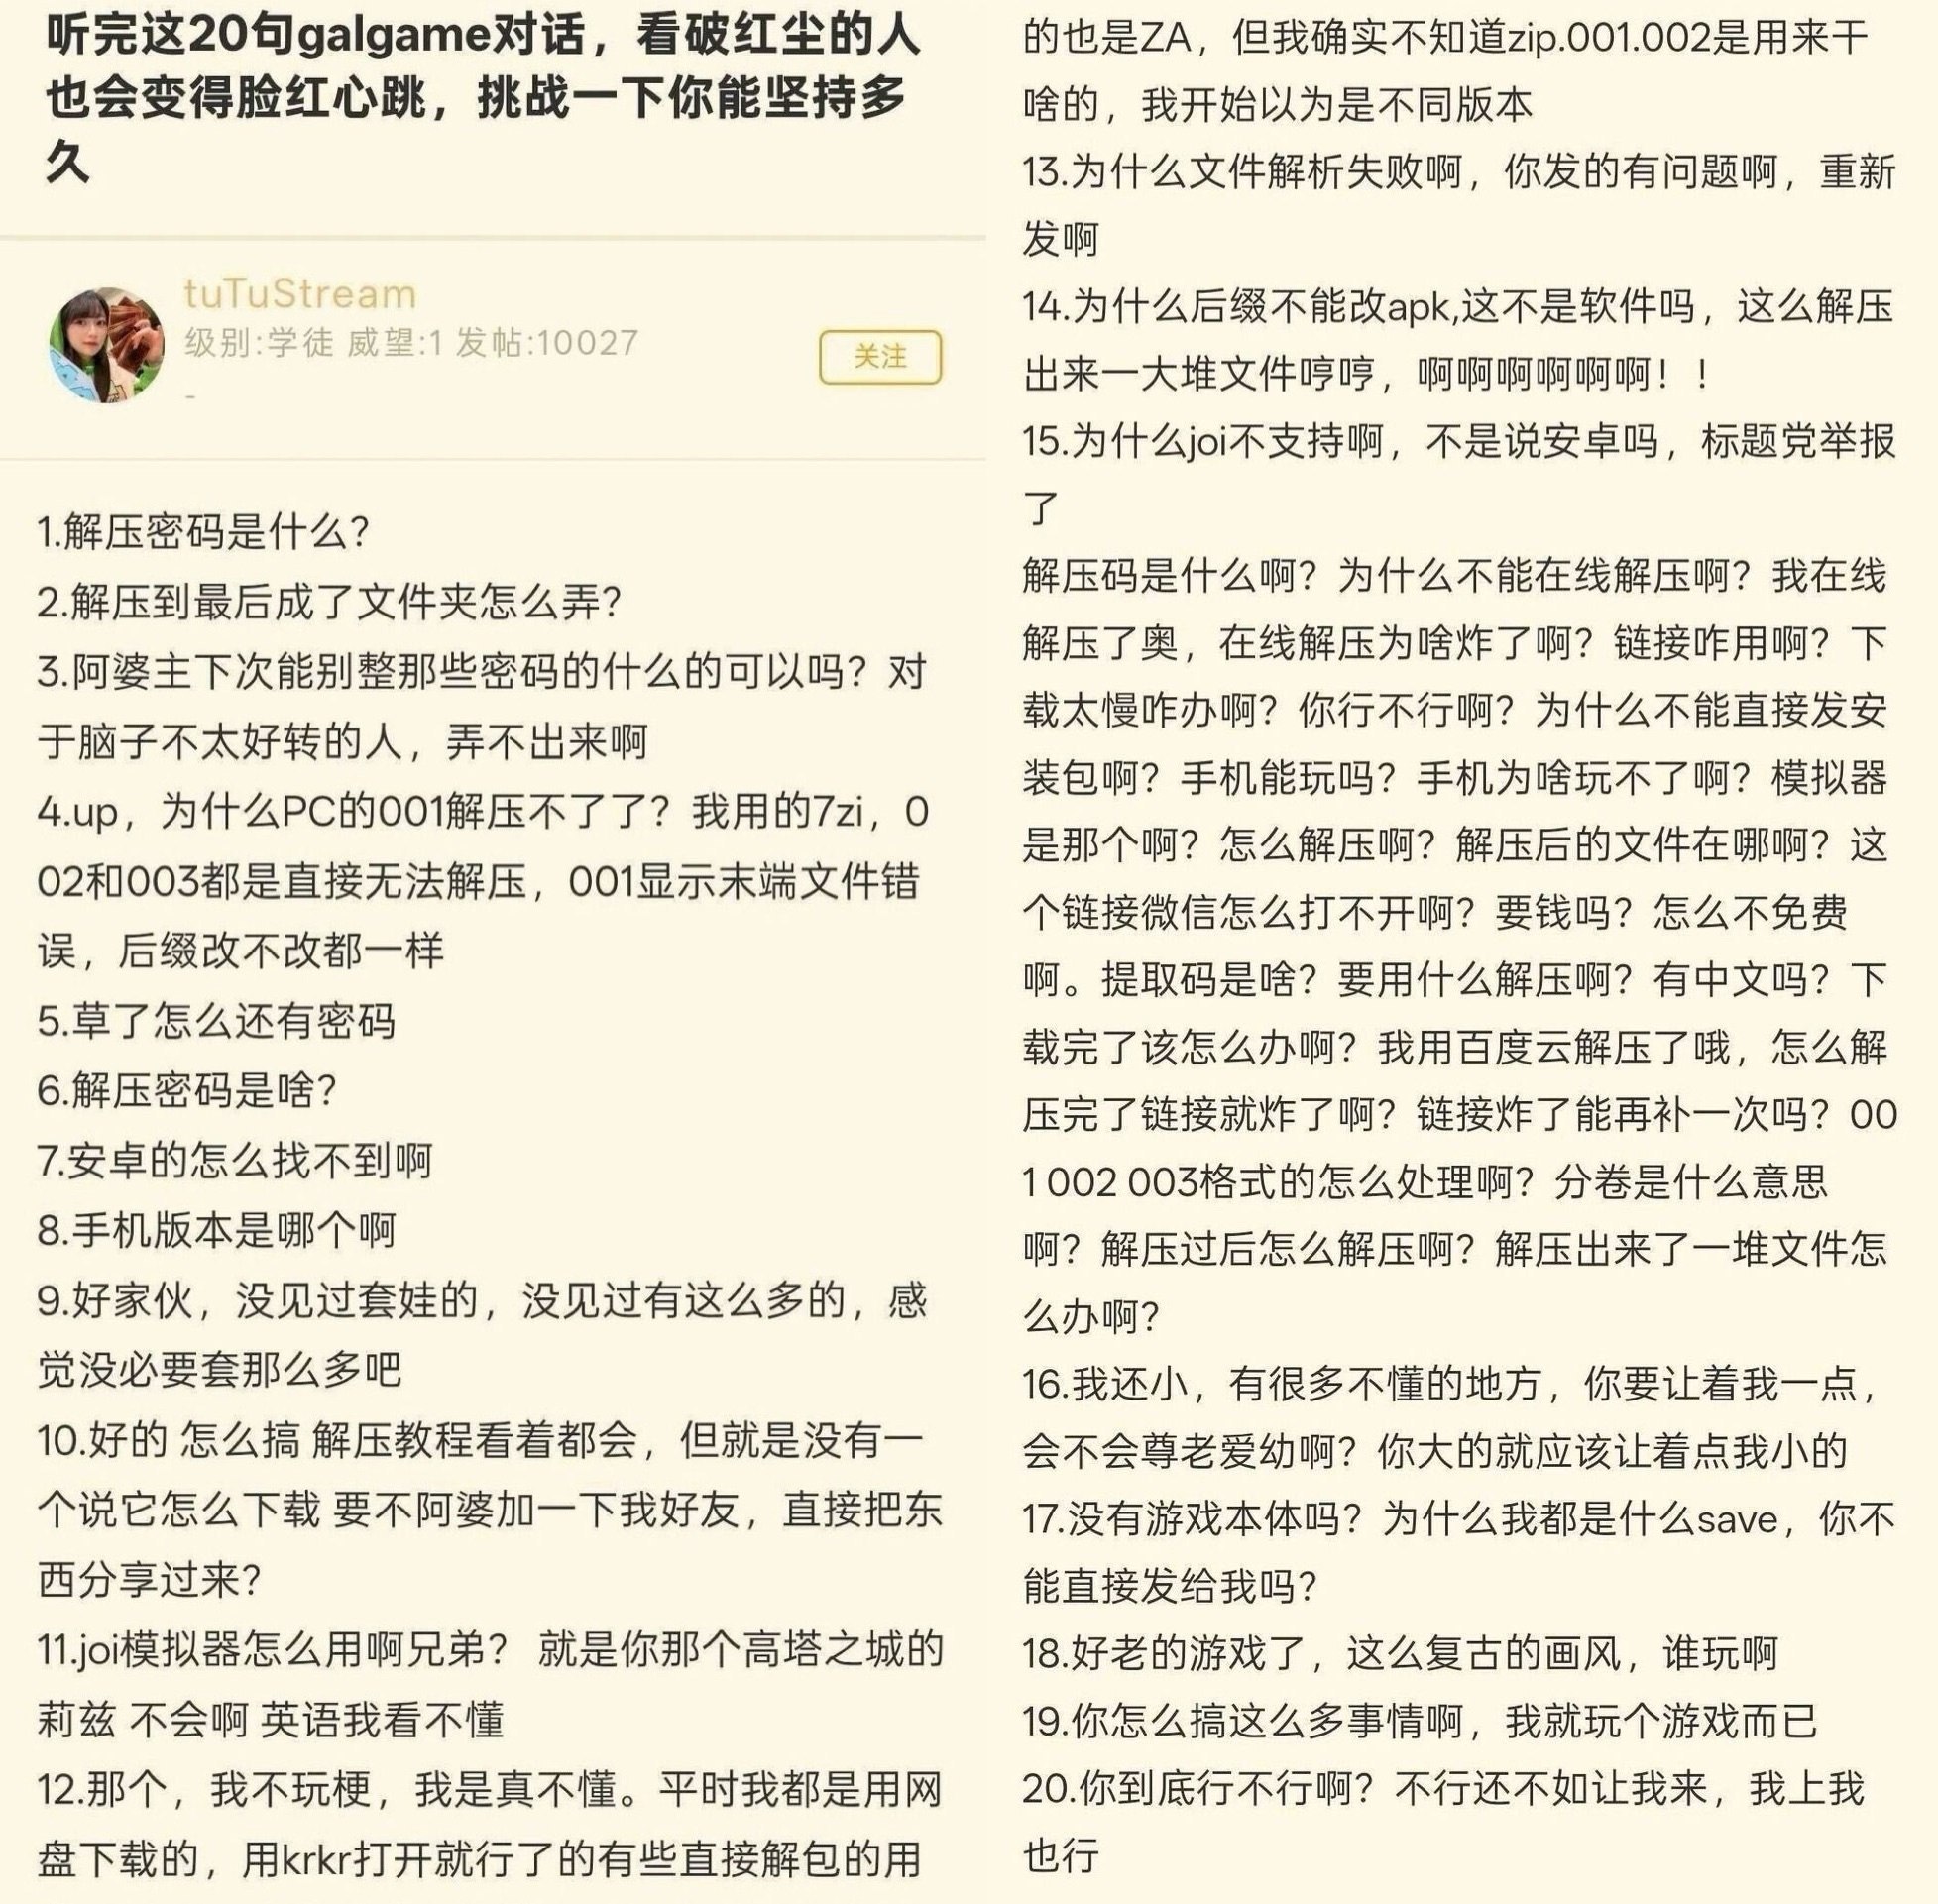 听完这20句galgame对话，看破红尘的人
也会变得脸红心跳，挑战一下你能坚持多
久
tuTuStream
级别:学徒 威望:1 发帖:10027
关注
-
1.解压密码是什么？
2.解压到最后成了文件夹怎么弄？
3.阿婆主下次能别整那些密码的什么的可以吗？对
于脑子不太好转的人，弄不出来啊
4.up，为什么PC的001解压不了了？我用的7zi，0
02和003都是直接无法解压，001显示末端文件错
误，后缀改不改都一样
5.草了怎么还有密码
6.解压密码是啥？
7.安卓的怎么找不到啊
8.手机版本是哪个啊
9.好家伙，没见过套娃的，没见过有这么多的，感
觉没必要套那么多吧
10.好的 怎么搞 解压教程看着都会，但就是没有一
个说它怎么下载 要不阿婆加一下我好友，直接把东
西分享过来？
11.joi模拟器怎么用啊兄弟？ 就是你那个高塔之城的
莉兹 不会啊 英语我看不懂
12.那个，我不玩梗，我是真不懂。平时我都是用网
盘下载的，用krkr打开就行了的有些直接解包的用
的也是ZA，但我确实不知道zip.001.002是用来干
啥的，我开始以为是不同版本
13.为什么文件解析失败啊，你发的有问题啊，重新
发啊
14.为什么后缀不能改apk,这不是软件吗，这么解压
出来一大堆文件哼哼，啊啊啊啊啊啊！！
15.为什么joi不支持啊，不是说安卓吗，标题党举报
了
解压码是什么啊？为什么不能在线解压啊？我在线
解压了奥，在线解压为啥炸了啊？链接咋用啊？下
载太慢咋办啊？你行不行啊？为什么不能直接发安
装包啊？手机能玩吗？手机为啥玩不了啊？模拟器
是那个啊？怎么解压啊？解压后的文件在哪啊？这
个链接微信怎么打不开啊？要钱吗？怎么不免费
啊。提取码是啥？要用什么解压啊？有中文吗？下
载完了该怎么办啊？我用百度云解压了哦，怎么解
压完了链接就炸了啊？链接炸了能再补一次吗？00
1 002 003格式的怎么处理啊？分卷是什么意思
啊？解压过后怎么解压啊？解压出来了一堆文件怎
么办啊？
16.我还小，有很多不懂的地方，你要让着我一点，
会不会尊老爱幼啊？你大的就应该让着点我小的
17.没有游戏本体吗？为什么我都是什么save，你不
能直接发给我吗？
18.好老的游戏了，这么复古的画风，谁玩啊
19.你怎么搞这么多事情啊，我就玩个游戏而已
20.你到底行不行啊？不行还不如让我来，我上我
也行